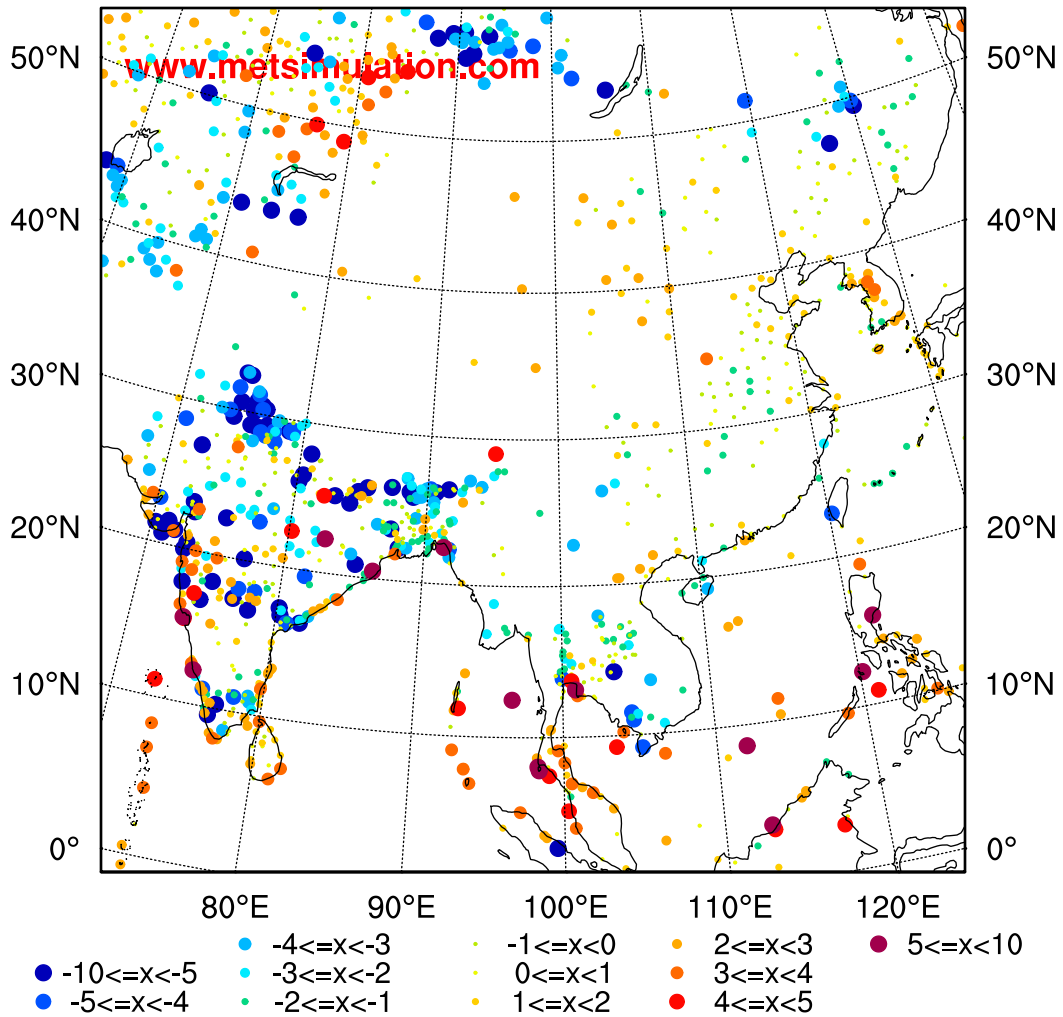 50°N 50°N
www.metsimulation.com
40°N 40°N
30°N 30°N
20°N 20°N
10°N 10°N
0° 0°
80°E 90°E 100°E 110°E 120°E
-4<=x<-3 -1<=x<0 2<=x<3 5<=x<10
-10<=x<-5 -3<=x<-2 0<=x<1 3<=x<4
-5<=x<-4 -2<=x<-1 1<=x<2 4<=x<5